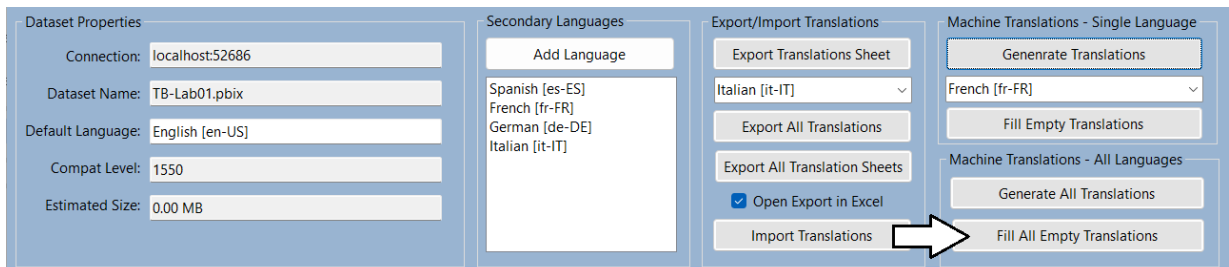 Dataset Properties
Connection: localhost:52686
Dataset Name: TB-Lab01.pbix
Default Language: English [en-US]
Compat Level: 1550
Estimated Size: 0.00 MB
Secondary Languages
Add Language
Spanish [es-ES]
French [fr-FR]
German [de-DE]
Italian [it-IT]
Export/Import Translations
Export Translations Sheet
Italian [it-IT]
Export All Translations
Export All Translation Sheets
Open Export in Excel
Import Translations
Machine Translations - Single Language
Genenrate Translations
French [fr-FR]
Fill Empty Translations
Machine Translations - All Languages
Generate All Translations
Fill All Empty Translations